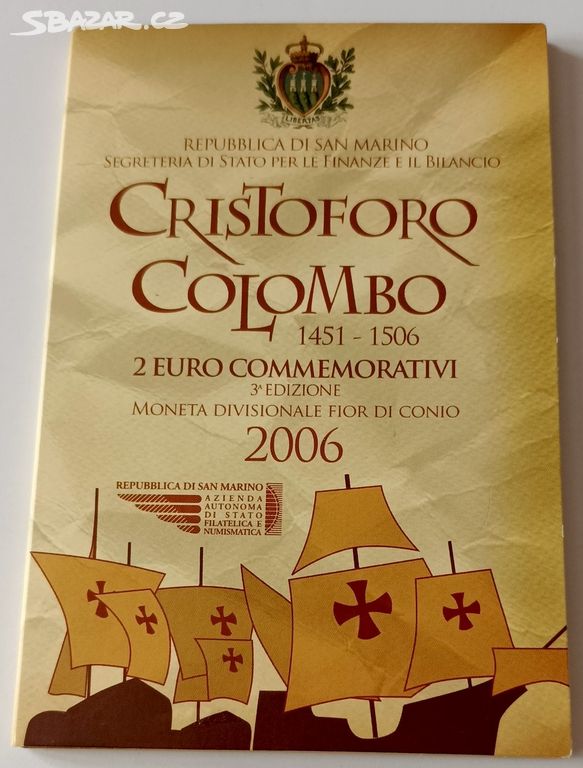 SBAZAR.CZ
LIBERTAS
REPUBBLICA DI SAN MARINO
SEGRETERIA DI STATO PER LE FINANZE E IL BILANCIO
CRISTOFORO
COLOMBO
1451 - 1506
2 EURO COMMEMORATIVI
3ª EDIZIONE
MONETA DIVISIONALE FIOR DI CONIO
2006
REPUBBLICA DI SAN MARINO
AZIENDA
AUTONOMA
DI STATO
FILATELICA E
NUMISMATICA